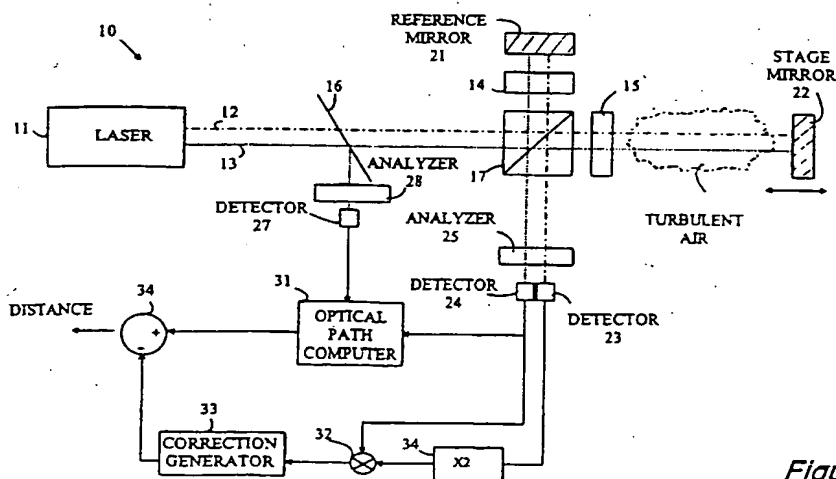 10
REFERENCE
MIRROR
21
STAGE
MIRROR
22
16
14
15
11
LASER
12
13
17
ANALYZER
28
DETECTOR
27
ANALYZER
25
TURBULENT
AIR
DETECTOR
24
DETECTOR
23
31
OPTICAL
PATH
COMPUTER
34
DISTANCE
+
-
33
CORRECTION
GENERATOR
32
34
X2
Figu